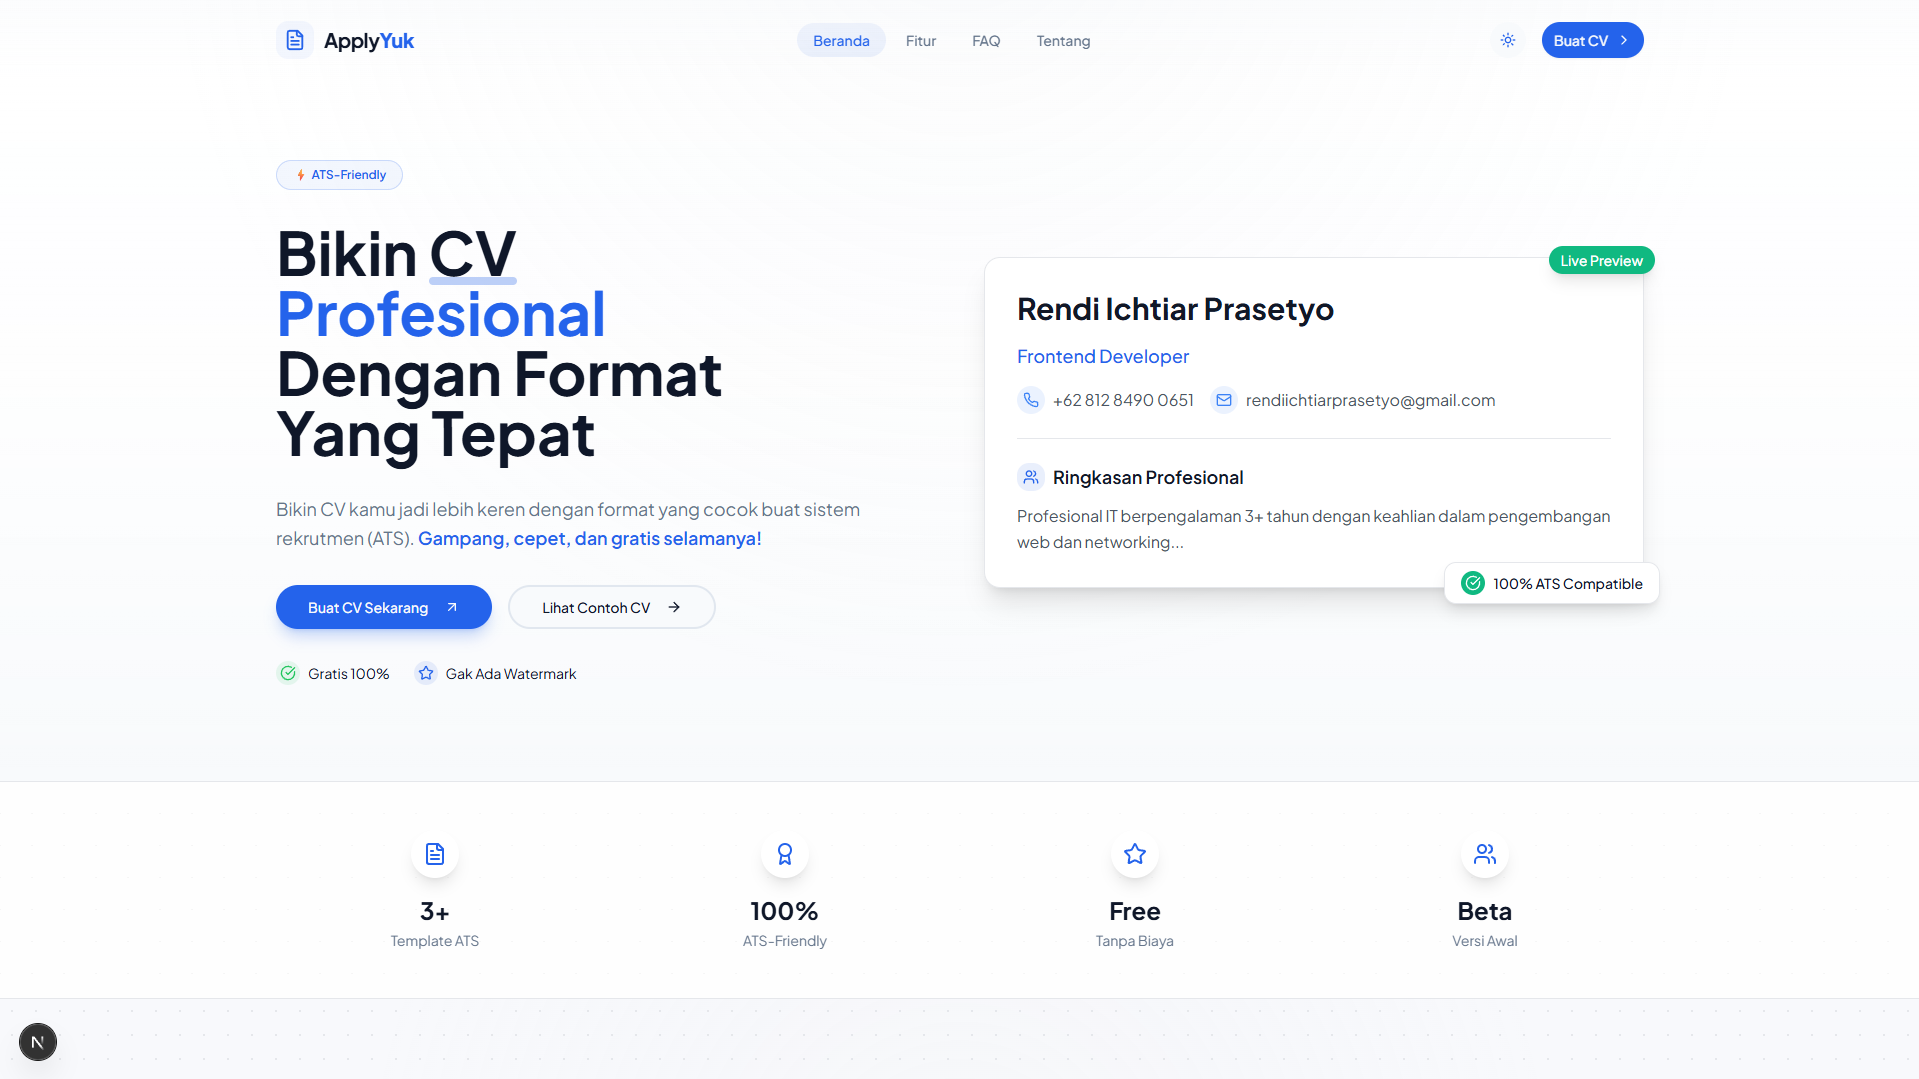 ApplyYuk
Beranda
Fitur
FAQ
Tentang
Buat CV
ATS-Friendly
Bikin CV
Profesional
Dengan Format
Yang Tepat
Bikin CV kamu jadi lebih keren dengan format yang cocok buat sistem
rekrutmen (ATS). Gampang, cepet, dan gratis selamanya!
Buat CV Sekarang
Lihat Contoh CV
Gratis 100%
Gak Ada Watermark
Live Preview
Rendi Ichtiar Prasetyo
Frontend Developer
+62 812 8490 0651
rendiichtiarprasetyo@gmail.com
Ringkasan Profesional
Profesional IT berpengalaman 3+ tahun dengan keahlian dalam pengembangan
web dan networking...
100% ATS Compatible
3+
Template ATS
100%
ATS-Friendly
Free
Tanpa Biaya
Beta
Versi Awal
N